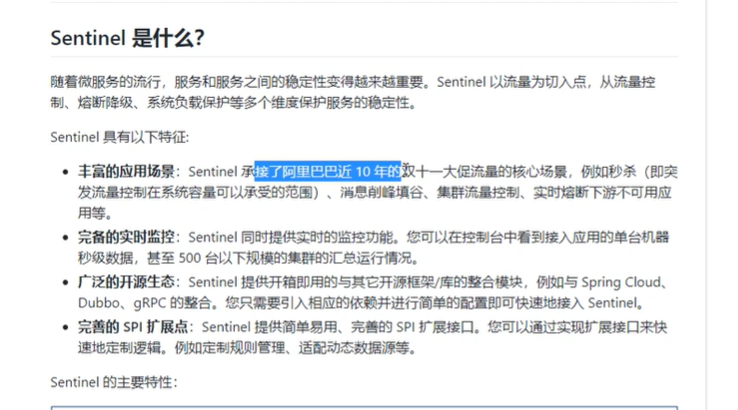 Sentinel 是什么？
随着微服务的流行，服务和服务之间的稳定性变得越来越重要。Sentinel 以流量为切入点，从流量控
制、熔断降级、系统负载保护等多个维度保护服务的稳定性。
Sentinel 具有以下特征:
丰富的应用场景：Sentinel 承接了阿里巴巴近 10 年的双十一大促流量的核心场景，例如秒杀（即突
发流量控制在系统容量可以承受的范围）、消息削峰填谷、集群流量控制、实时熔断下游不可用应
用等。
完备的实时监控：Sentinel 同时提供实时的监控功能。您可以在控制台中看到接入应用的单台机器
秒级数据，甚至 500 台以下规模的集群的汇总运行情况。
广泛的开源生态：Sentinel 提供开箱即用的与其它开源框架/库的整合模块，例如与 Spring Cloud、
Dubbo、gRPC 的整合。您只需要引入相应的依赖并进行简单的配置即可快速地接入 Sentinel。
完善的 SPI 扩展点：Sentinel 提供简单易用、完善的 SPI 扩展接口。您可以通过实现扩展接口来快
速地定制逻辑。例如定制规则管理、适配动态数据源等。
Sentinel 的主要特性：